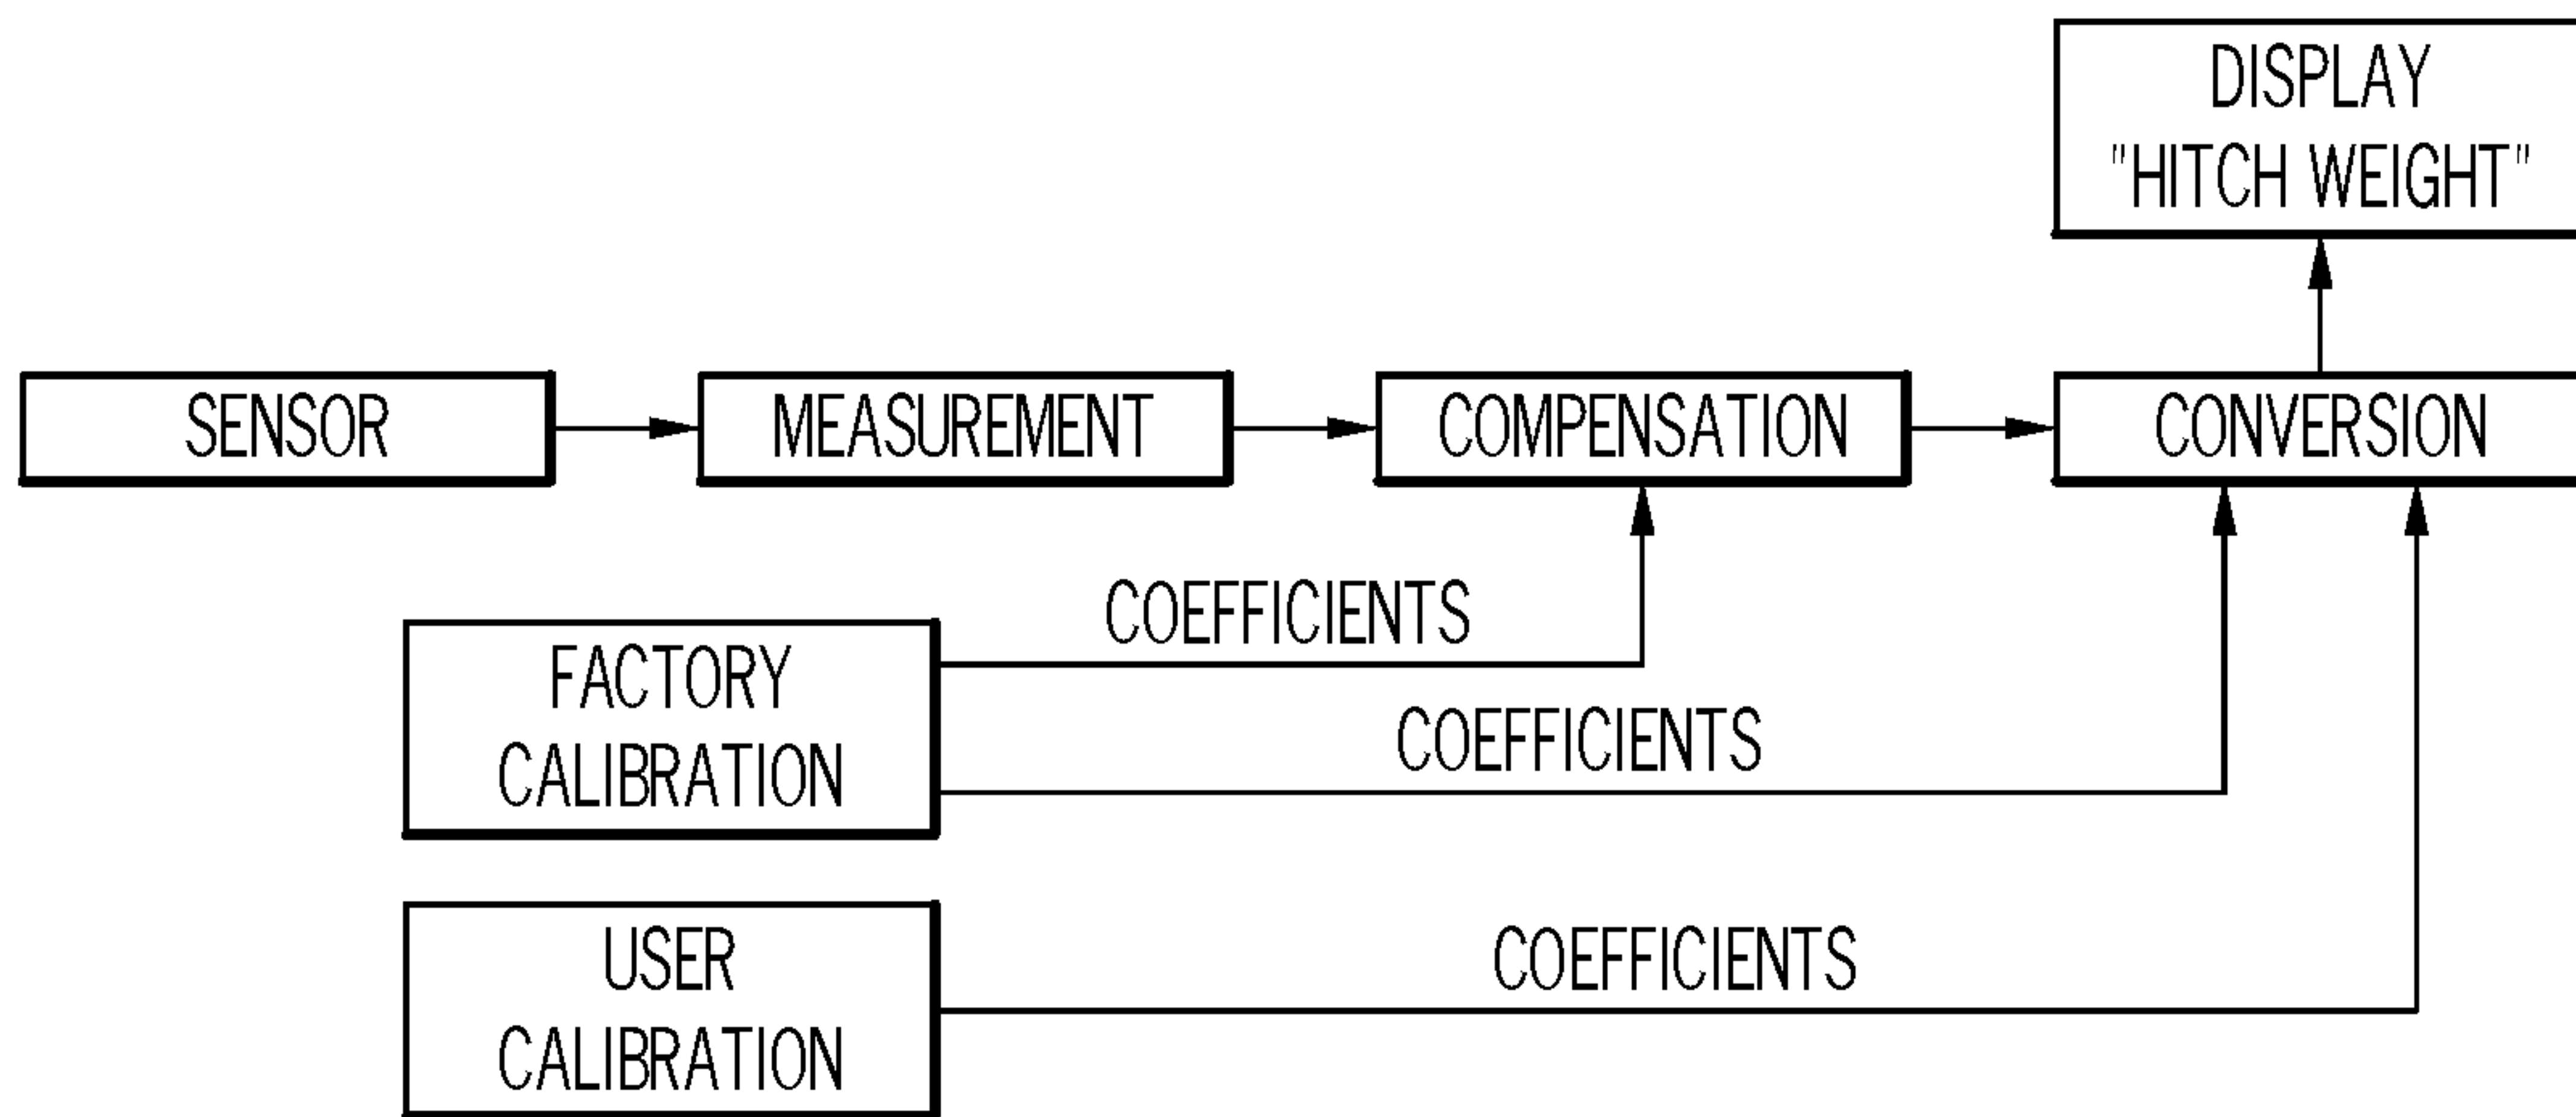 DISPLAY
"HITCH WEIGHT"
SENSOR
MEASUREMENT
COMPENSATION
CONVERSION
COEFFICIENTS
FACTORY
CALIBRATION
COEFFICIENTS
USER
CALIBRATION
COEFFICIENTS